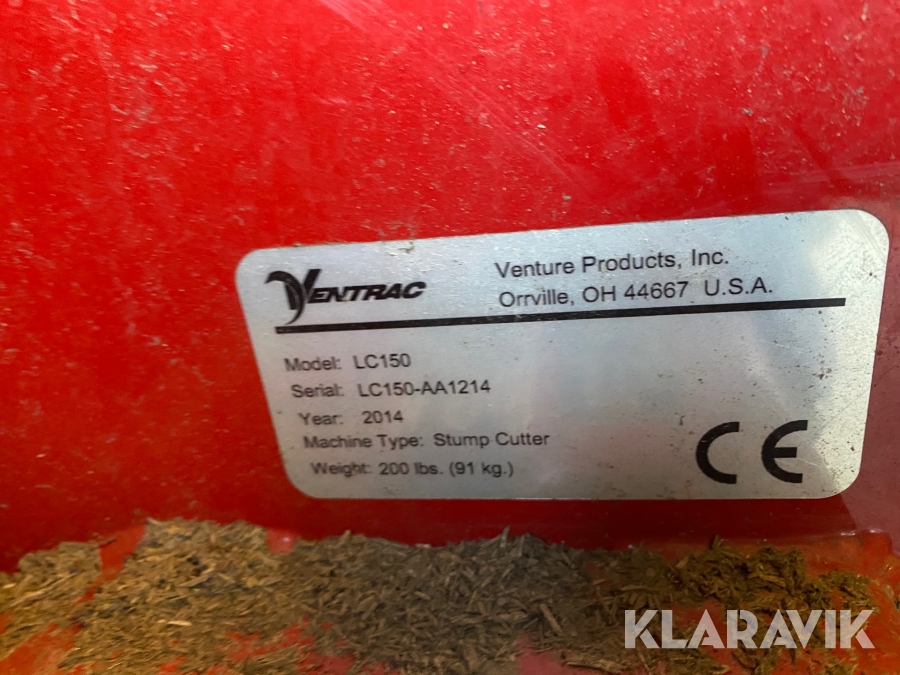 VENTRAC
Venture Products, Inc.
Orrville, OH 44667 U.S.A.
Model: LC150
Serial: LC150-AA1214
Year: 2014
Machine Type: Stump Cutter
Weight: 200 lbs. (91 kg.)
CE
KLARAVIK